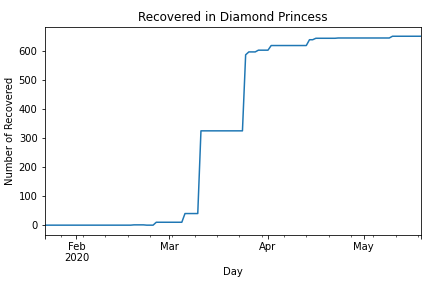 Recovered in Diamond Princess
Number of Recovered
600
500
400
300
200
100
0
Feb
2020
Mar
Apr
May
Day